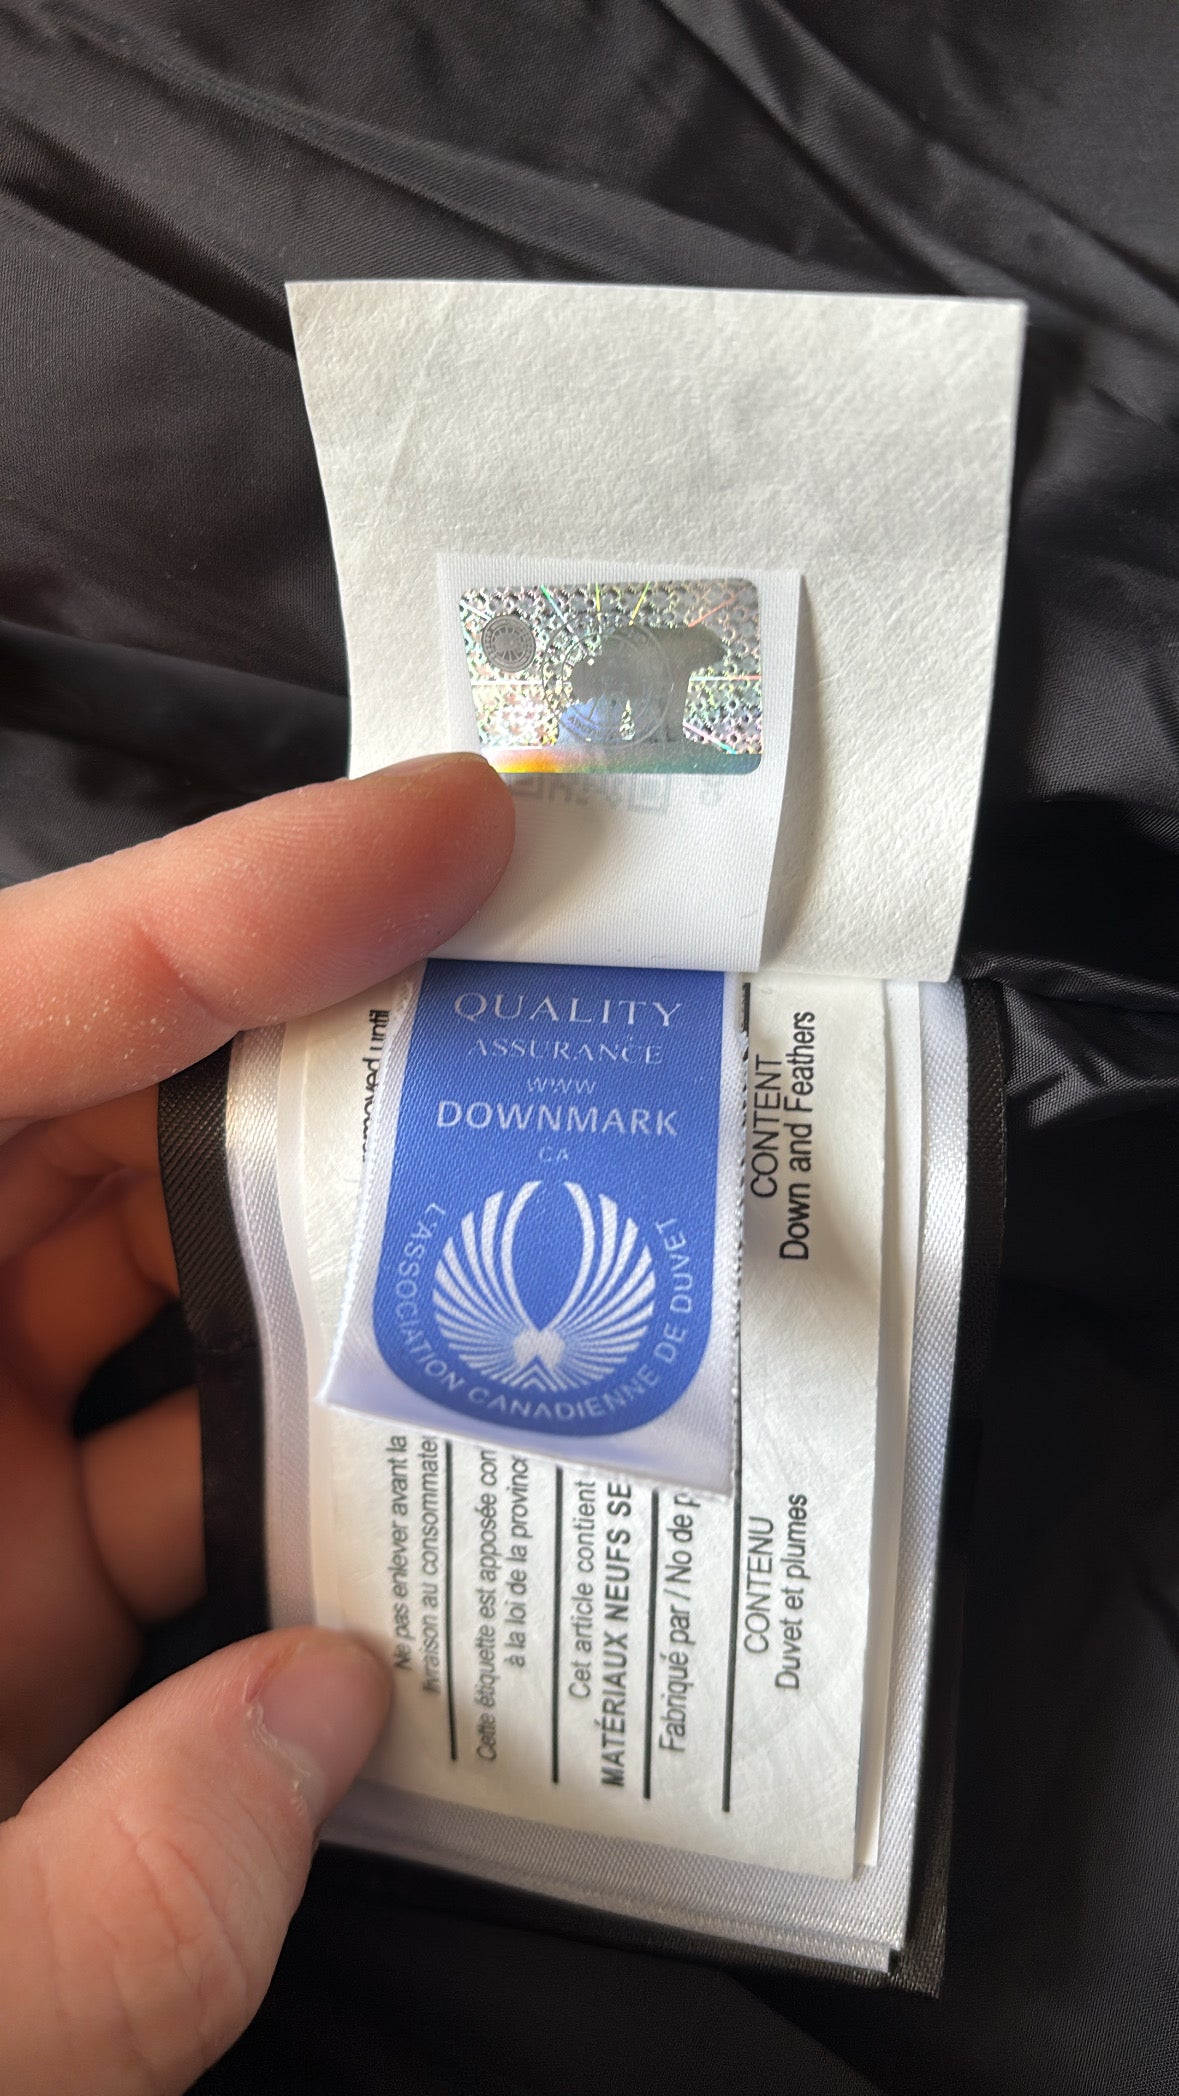 QUALITY
ASSURANCE
WWW
DOWNMARK
CA
L'ASSOCIATION CANADIENNE DE DUVET
removed until
CONTENT
Down and Feathers
Ne pas enlever avant la
livraison au consommate
Cette étiquette est apposée con
à la loi de la provinc
Cet article contient
MATÉRIAUX NEUFS SE
Fabriqué par / No de p
CONTENU
Duvet et plumes